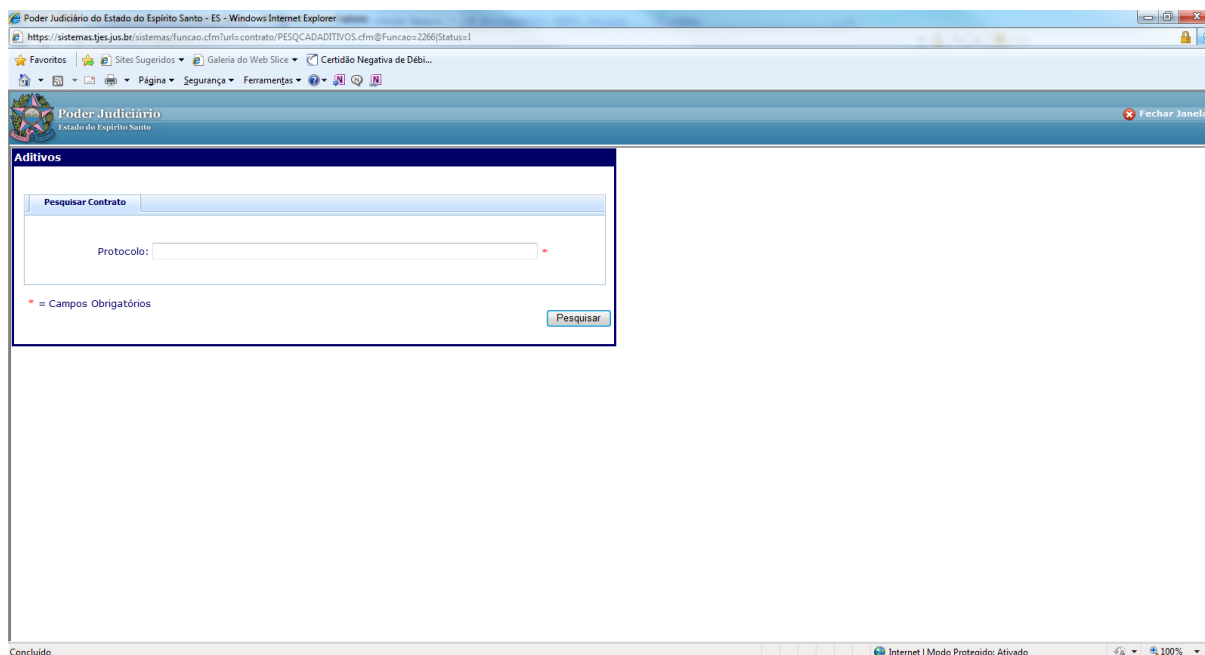 Poder Judiciário do Estado do Espírito Santo - ES - Windows Internet Explorer
https://sistemas.tjes.jus.br/sistemas/funcao.cfm?url=contrato/PESQCADADITIVOS.cfm@Funcao=2266|Status=I
Favoritos Sites Sugeridos Galeria do Web Slice Certidão Negativa de Débi...
Página Segurança Ferramentas
Poder Judiciário
Estado do Espírito Santo
Fechar Janela
Aditivos
Pesquisar Contrato
Protocolo: *
* = Campos Obrigatórios
Pesquisar
Concluído Internet | Modo Protegido: Ativado 100%